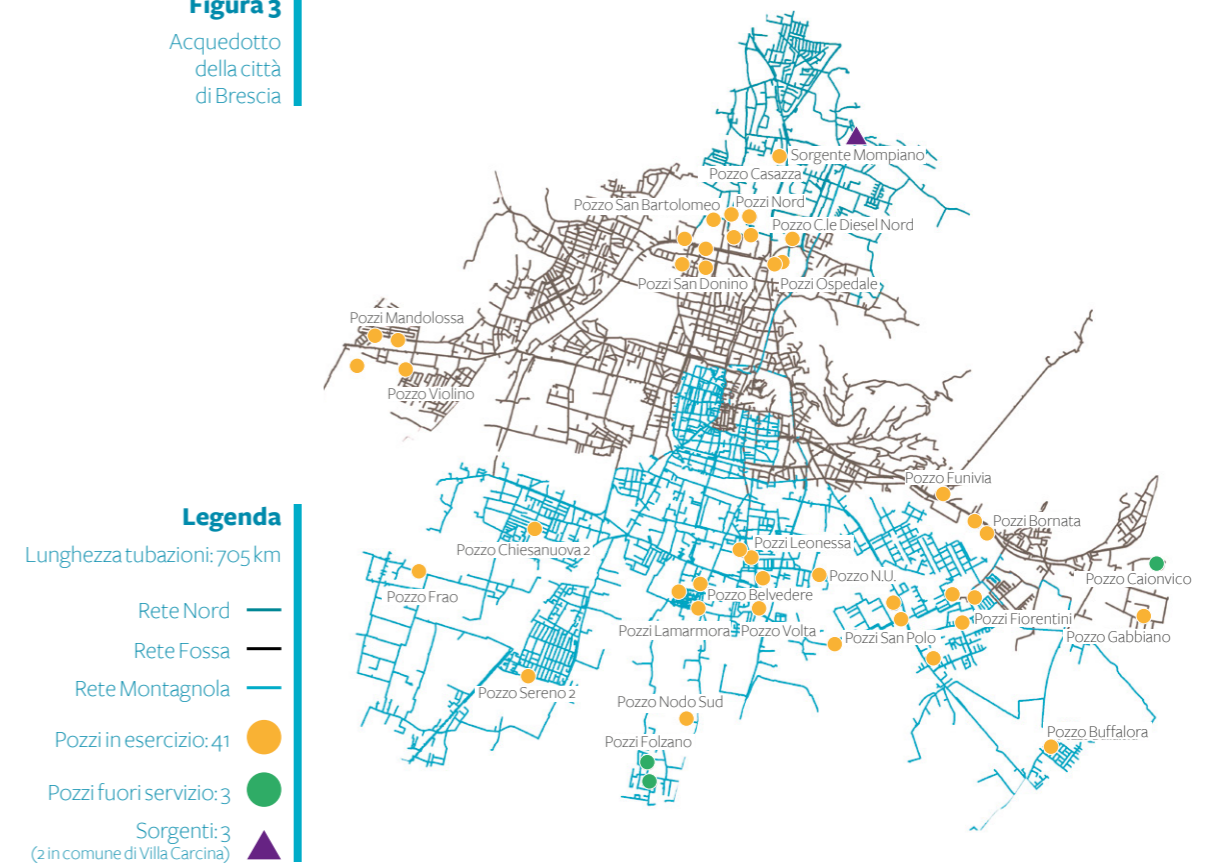 Figura 3
Acquedotto
della città
di Brescia
Sorgente Mompiano
Pozzo Casazza
Pozzo San Bartolomeo
Pozzi Nord
Pozzo C.le Diesel Nord
Pozzi San Donino
Pozzi Ospedale
Pozzi Mandolossa
Pozzo Violino
Pozzo Funivia
Pozzi Bornata
Pozzo Chiesanuova 2
Pozzi Leonessa
Pozzo N.U.
Pozzo Caionvico
Pozzo Frao
Pozzo Belvedere
Pozzi Fiorentini
Pozzi Lamarmora
Pozzo Volta
Pozzi San Polo
Pozzo Gabbiano
Pozzo Sereno 2
Pozzo Nodo Sud
Pozzi Folzano
Pozzo Buffalora
Legenda
Lunghezza tubazioni: 705 km
Rete Nord
Rete Fossa
Rete Montagnola
Pozzi in esercizio: 41
Pozzi fuori servizio: 3
Sorgenti: 3
(2 in comune di Villa Carcina)